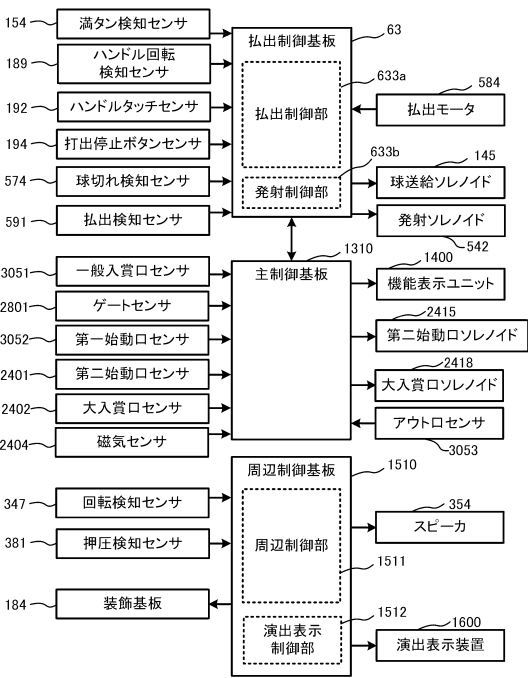 154
満タン検知センサ
189
ハンドル回転
検知センサ
192
ハンドルタッチセンサ
194
打出停止ボタンセンサ
574
球切れ検知センサ
591
払出検知センサ
払出制御基板
63
633a
払出制御部
633b
発射制御部
584
払出モータ
145
球送給ソレノイド
発射ソレノイド
542
3051
一般入賞口センサ
2801
ゲートセンサ
3052
第一始動口センサ
2401
第二始動口センサ
2402
大入賞口センサ
2404
磁気センサ
1310
主制御基板
1400
機能表示ユニット
2415
第二始動口ソレノイド
2418
大入賞口ソレノイド
アウト口センサ
3053
347
回転検知センサ
381
押圧検知センサ
184
装飾基板
周辺制御基板
1510
周辺制御部
1511
1512
演出表示
制御部
354
スピーカ
1600
演出表示装置